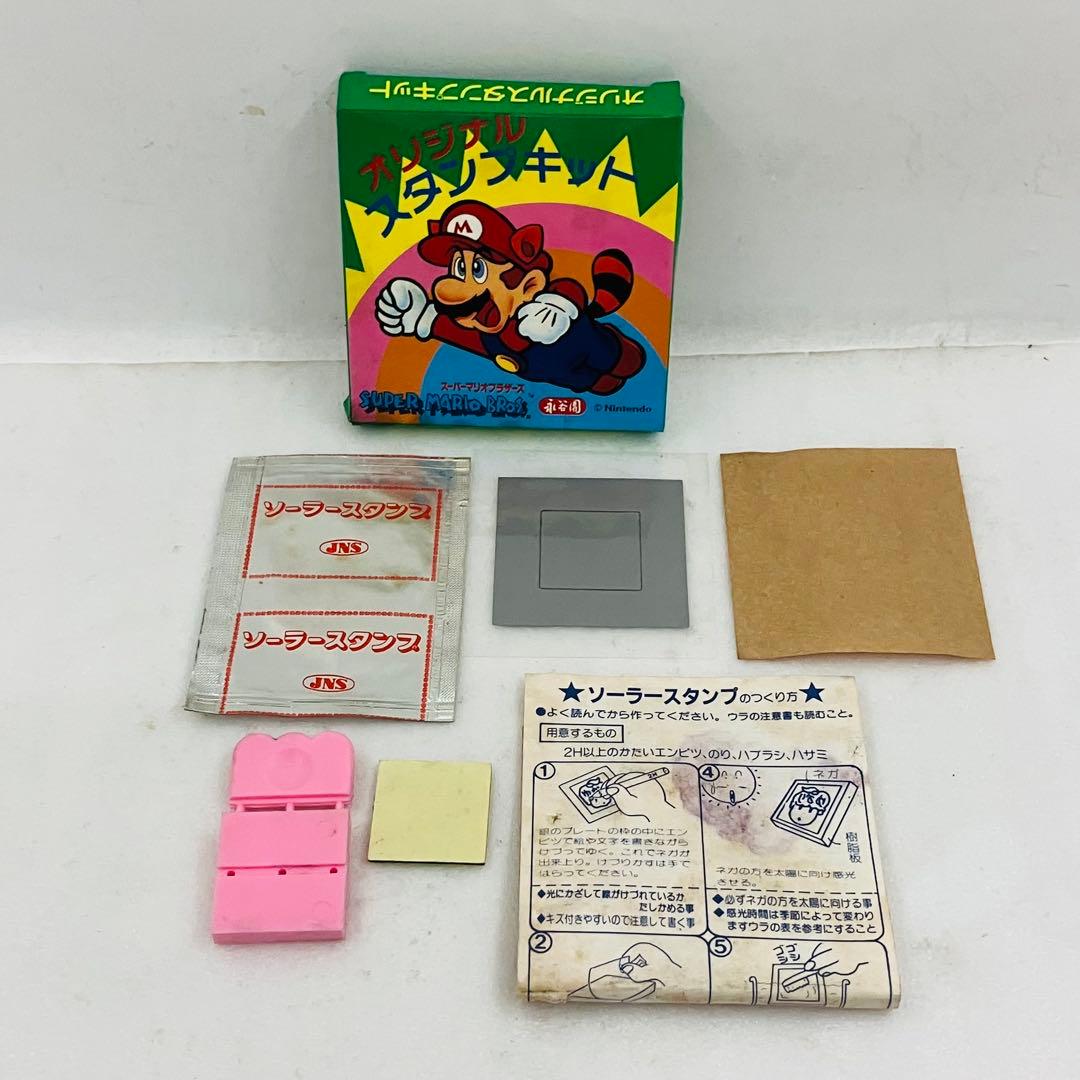 オリジナルスタンプキット
オリジナル
スタンプキット
M
スーパーマリオブラザーズ
SUPER MARIO BROS.™
永谷園
© Nintendo
ソーラースタンプ
JNS
ソーラースタンプ
JNS
★ソーラースタンプのつくり方★
●よく読んでから作ってください。ウラの注意書も読むこと。
用意するもの
2H以上のかたいエンピツ、のり、ハブラシ、ハサミ
①
2H
銀のプレートの枠の中にエン
ピツで絵や文字を書きながら
けづってゆく。これでネガが
出来上り。けづりかすは手で
はらってください。
◆光にかざして線がけづれているか
たしかめる事
◆キズ付きやすいので注意して書く事
②
④
ネガ
樹脂板
ネガの方を太陽に向け感光
させる。
◆必ずネガの方を太陽に向ける事
◆感光時間は季節によって変わり
ますウラの表を参考にすること
⑤
ゴシゴシ